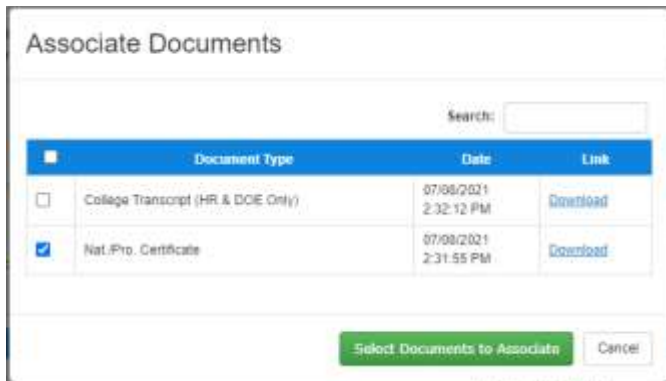 Associate Documents
Search:
Document Type Date Link
College Transcript (HR & DOE Only) 07/08/2021 2:32:12 PM Download
Nat./Pro. Certificate 07/08/2021 2:31:55 PM Download
Select Documents to Associate Cancel